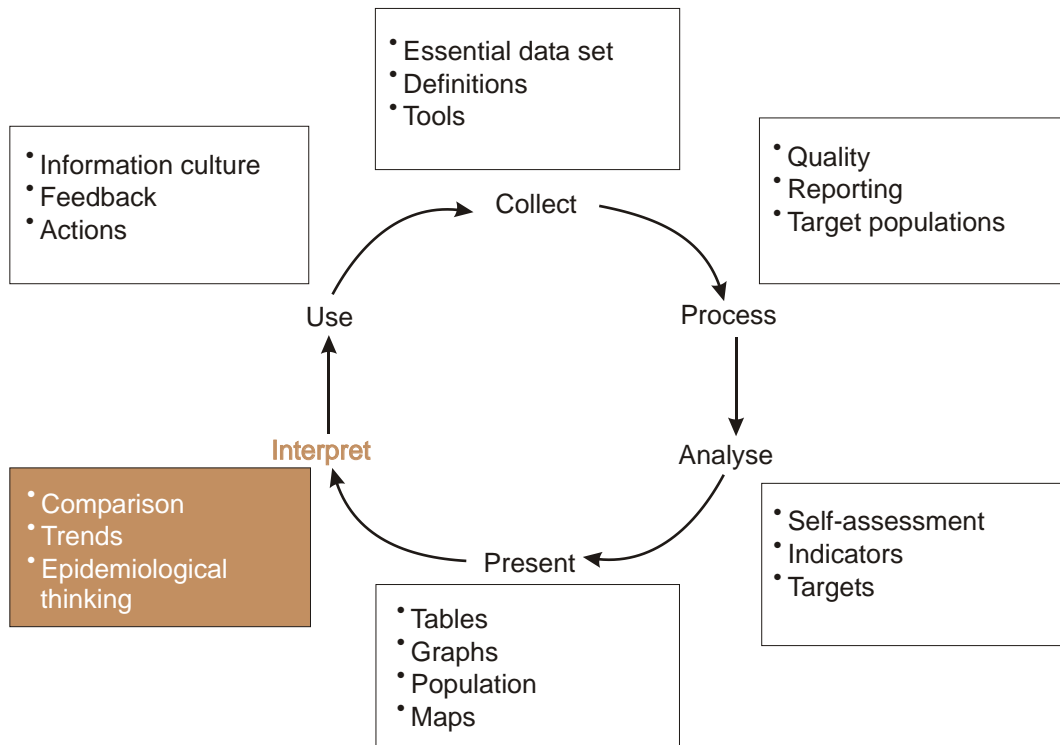 • Essential data set
• Definitions
• Tools
• Information culture
• Feedback
• Actions
• Quality
• Reporting
• Target populations
Collect
Use
Process
Interpret
Analyse
• Comparison
• Trends
• Epidemiological
thinking
• Self-assessment
• Indicators
• Targets
Present
• Tables
• Graphs
• Population
• Maps